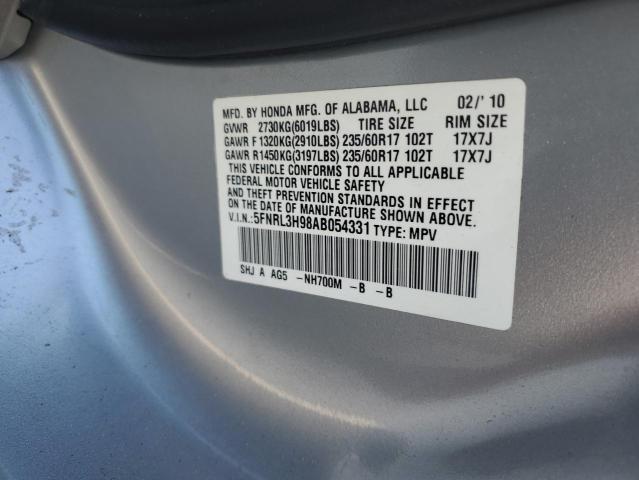 MFD. BY HONDA MFG. OF ALABAMA, LLC 02/'10
GVWR 2730KG(6019LBS) TIRE SIZE RIM SIZE
GAWR F1320KG(2910LBS) 235/60R17 102T 17X7J
GAWR R1450KG(3197LBS) 235/60R17 102T 17X7J
THIS VEHICLE CONFORMS TO ALL APPLICABLE
FEDERAL MOTOR VEHICLE SAFETY
AND THEFT PREVENTION STANDARDS IN EFFECT
ON THE DATE OF MANUFACTURE SHOWN ABOVE.
V.I.N.:5FNRL3H98AB054331 TYPE: MPV
SHJ A AG5 -NH700M -B -B